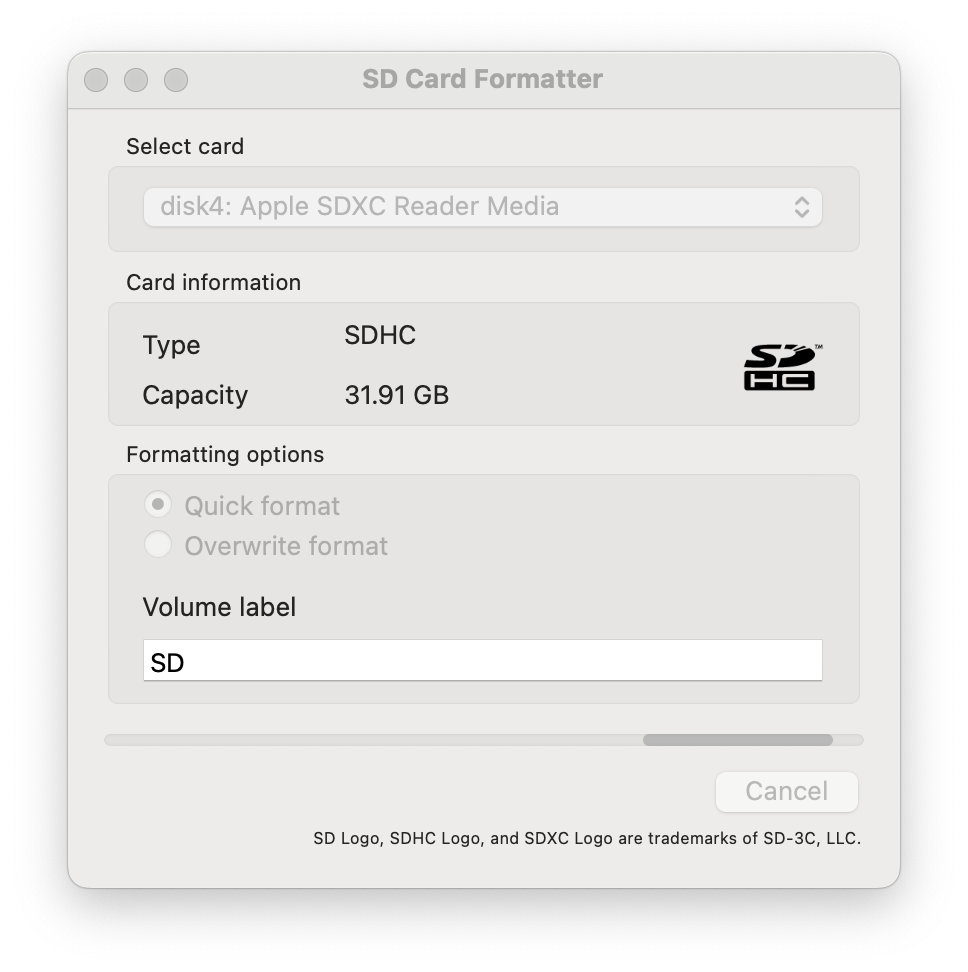 SD Card Formatter
Select card
disk4: Apple SDXC Reader Media
Card information
Type SDHC
SD HC ™
Capacity 31.91 GB
Formatting options
Quick format
Overwrite format
Volume label
SD
Cancel
SD Logo, SDHC Logo, and SDXC Logo are trademarks of SD-3C, LLC.